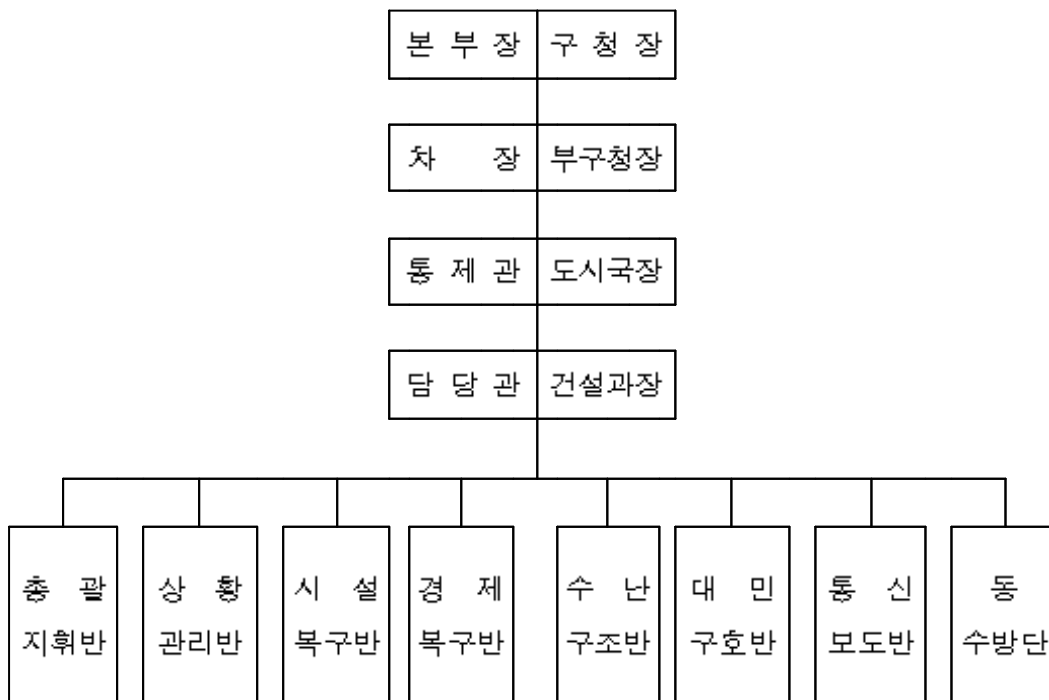 본 부 장 구 청 장
차 장 부구청장
통 제 관 도시국장
담 당 관 건설과장
총 괄 상 황 시 설 경 제 수 난 대 민 통 신 동
지휘반 관리반 복구반 복구반 구조반 구호반 보도반 수방단